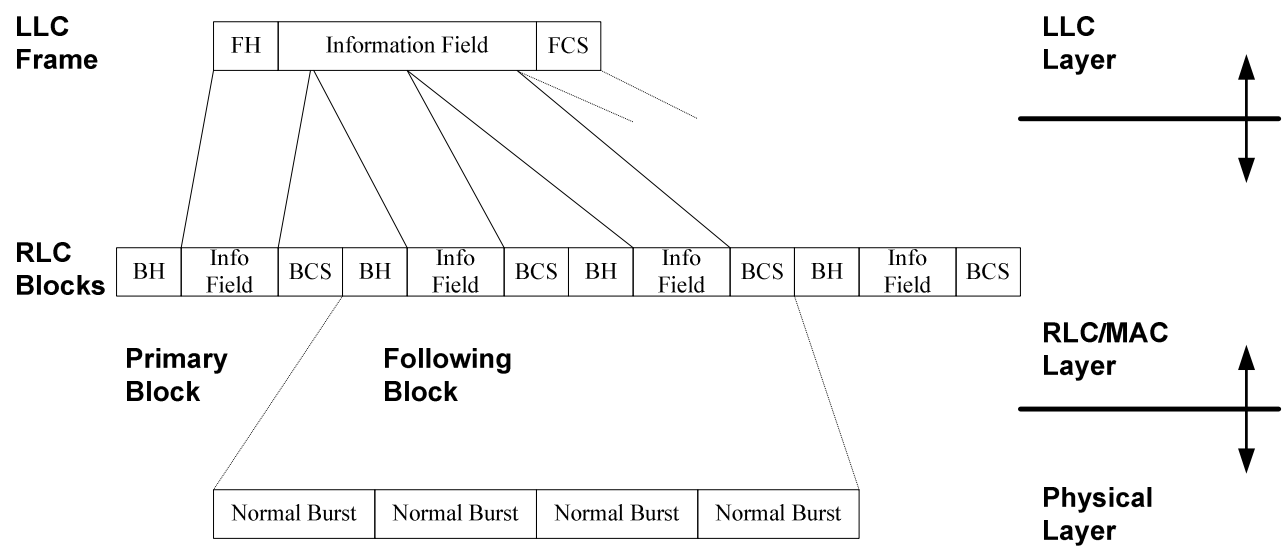 LLC
Frame
FH Information Field FCS
LLC
Layer
RLC
Blocks
BH Info Field BCS BH Info Field BCS BH Info Field BCS BH Info Field BCS
Primary
Block
Following
Block
RLC/MAC
Layer
Normal Burst Normal Burst Normal Burst Normal Burst
Physical
Layer